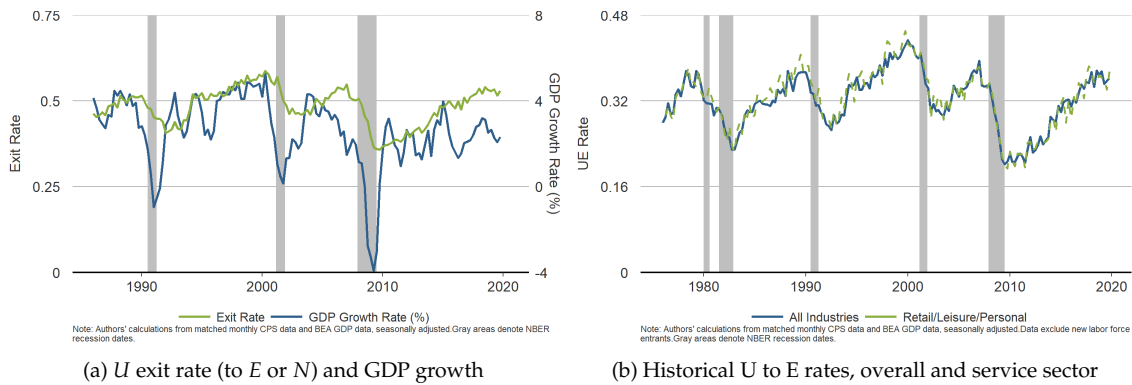 0.75
0.5
0.25
0
Exit Rate
8
4
0
-4
GDP Growth Rate (%)
1990
2000
2010
2020
Exit Rate
GDP Growth Rate (%)
Note: Authors' calculations from matched monthly CPS data and BEA GDP data, seasonally adjusted.Gray areas denote NBER
recession dates.
(a) U exit rate (to E or N) and GDP growth
0.48
0.32
0.16
0
UE Rate
1980
1990
2000
2010
2020
All Industries
Retail/Leisure/Personal
Note: Authors' calculations from matched monthly CPS data and BEA GDP data, seasonally adjusted.Data exclude new labor force
entrants.Gray areas denote NBER recession dates.
(b) Historical U to E rates, overall and service sector